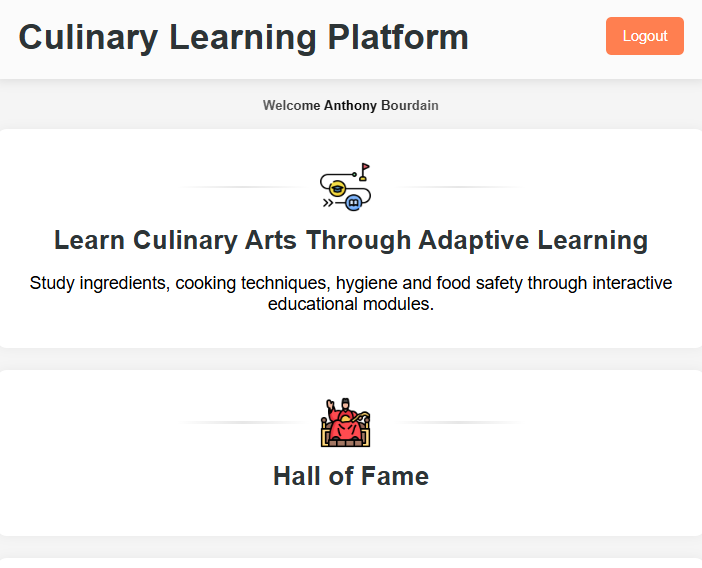 Culinary Learning Platform
Logout
Welcome Anthony Bourdain
Learn Culinary Arts Through Adaptive Learning
Study ingredients, cooking techniques, hygiene and food safety through interactive
educational modules.
Hall of Fame